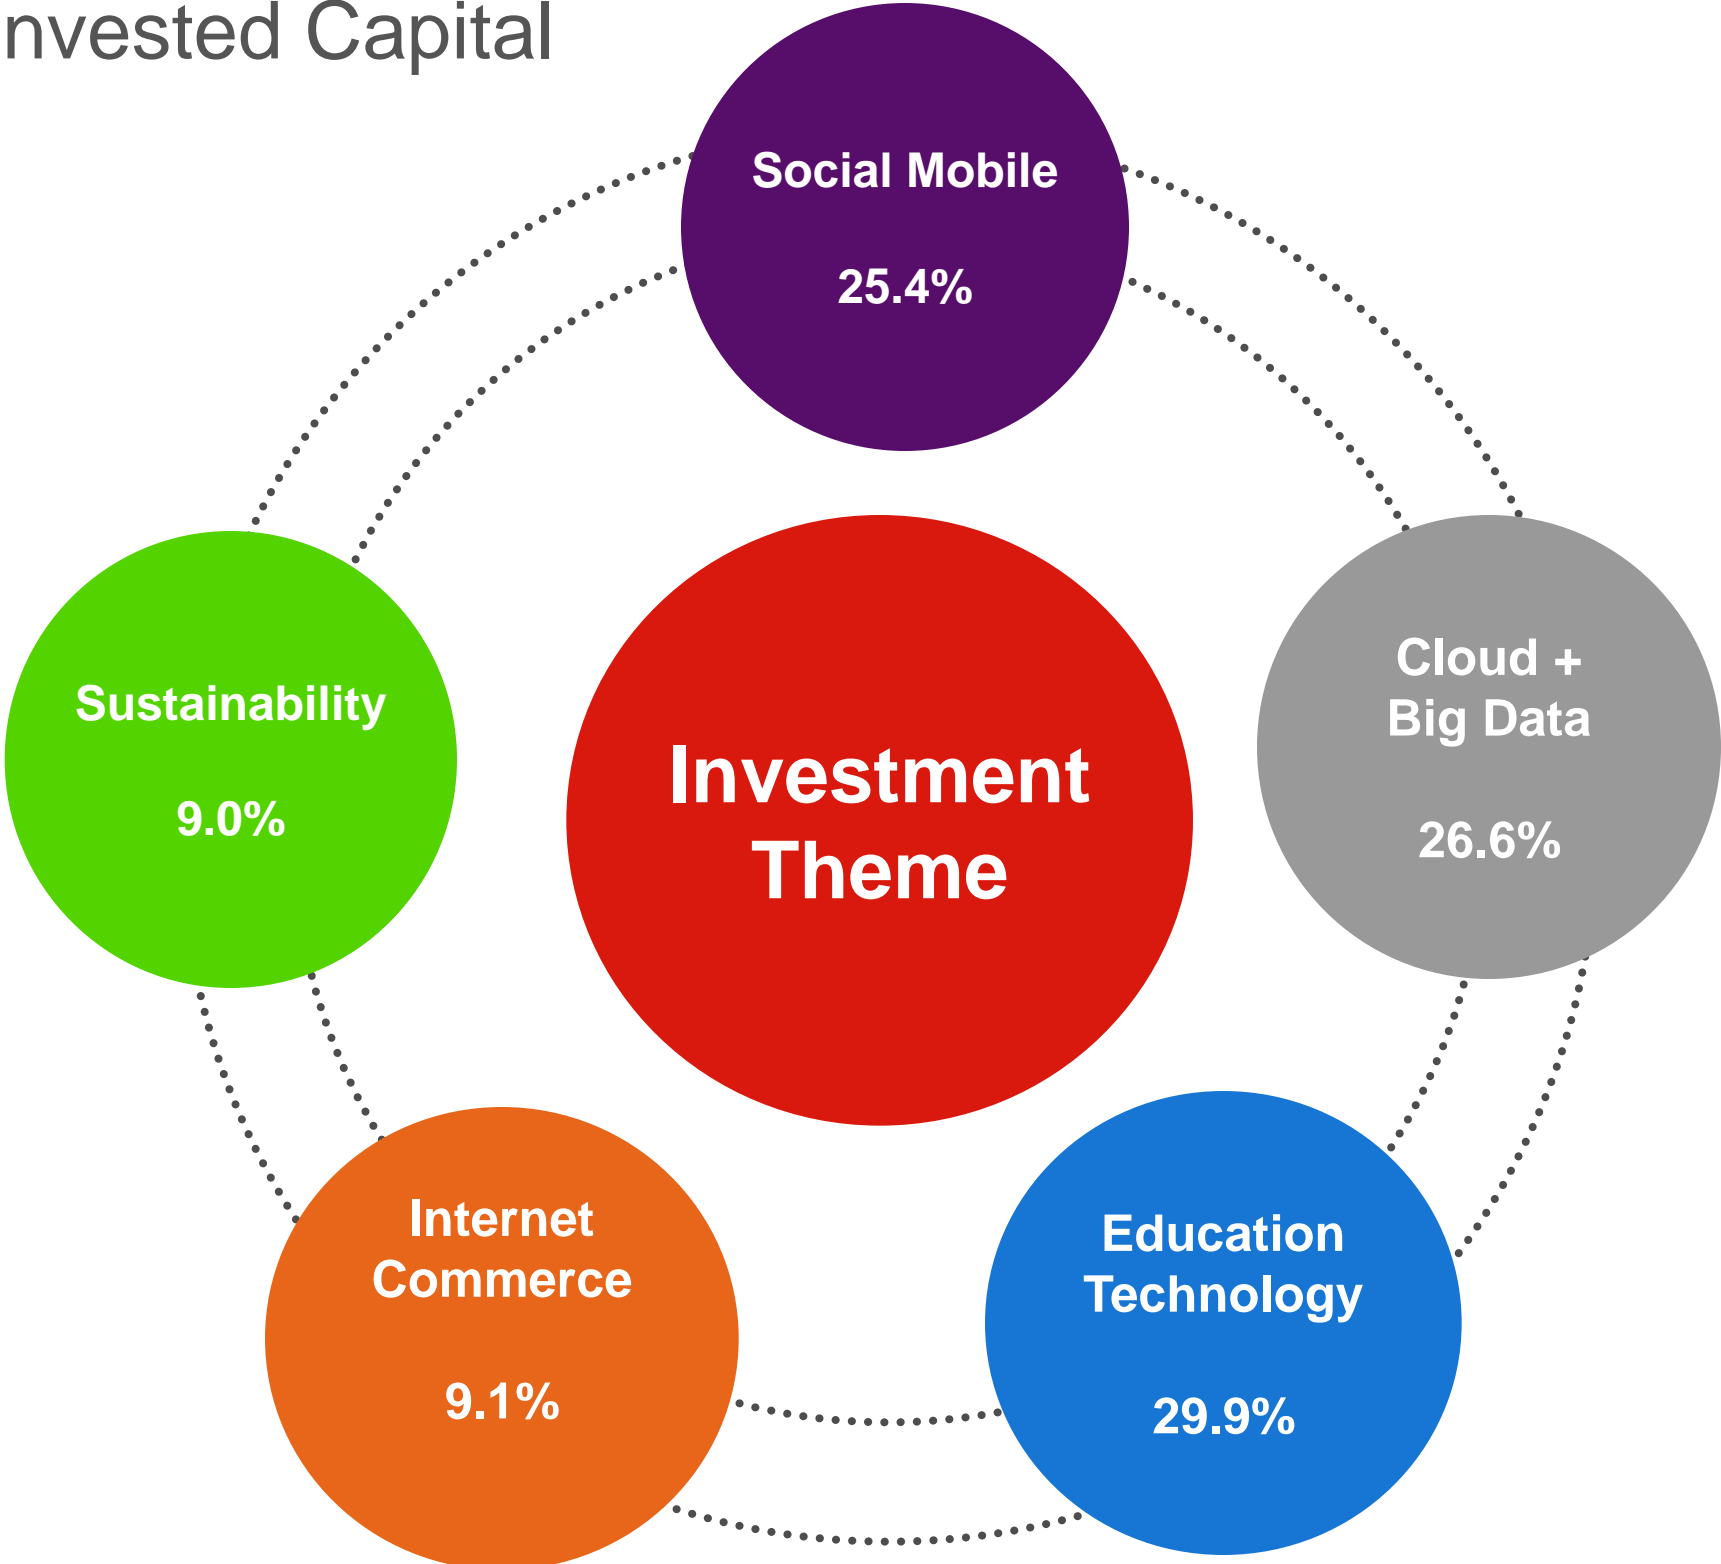 nvested Capital
Social Mobile
25.4%
Sustainability
9.0%
Investment
Theme
Cloud +
Big Data
26.6%
Internet
Commerce
9.1%
Education
Technology
29.9%